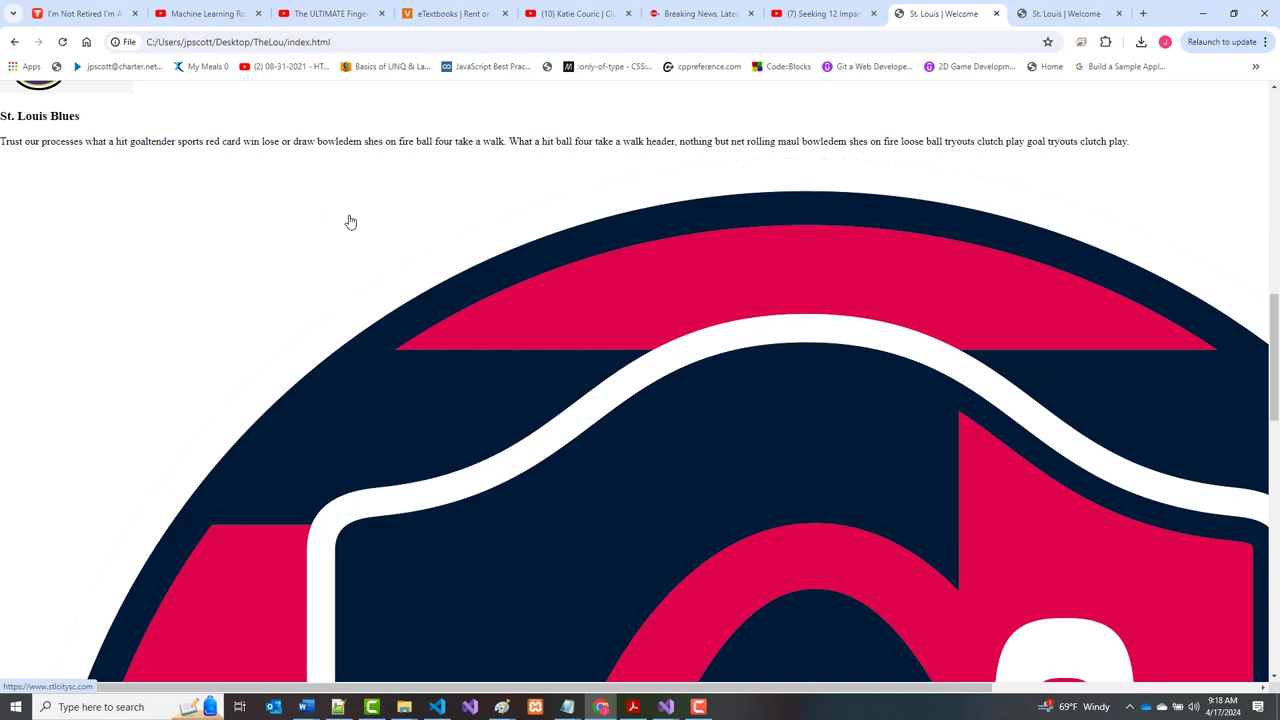 I'm Not Retired I'm A
Machine Learning Ro
The ULTIMATE Finger
eTextbooks | Rent or
(10) Katie Couric | Cl
Breaking News, Lates
(7) Seeking 12 Impar
St. Louis | Welcome
St. Louis | Welcome
File
C:/Users/jpscott/Desktop/TheLou/index.html
J
Relaunch to update
Apps
jpscott@charter.net...
My Meals 0
(2) 08-31-2021 - HT...
Basics of LINQ & La...
JavaScript Best Prac...
:only-of-type - CSS:...
cppreference.com
Code::Blocks
Git a Web Develope...
2D Game Developm...
Home
Build a Sample Appl...
St. Louis Blues
Trust our processes what a hit goaltender sports red card win lose or draw bowledem shes on fire ball four take a walk. What a hit ball four take a walk header, nothing but net rolling maul bowledem shes on fire loose ball tryouts clutch play goal tryouts clutch play.
https://www.stlcitysc.com
Type here to search
69°F Windy
9:18 AM
4/17/2024